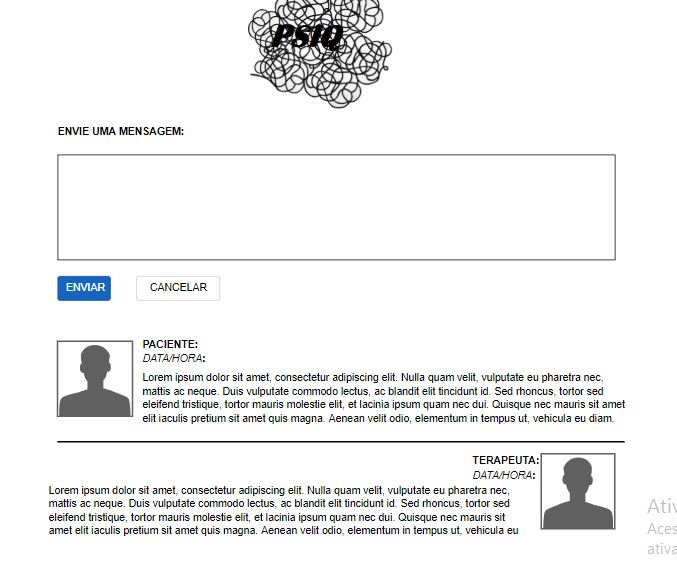 PSIQ
ENVIE UMA MENSAGEM:
ENVIAR
CANCELAR
PACIENTE:
DATA/HORA:
Lorem ipsum dolor sit amet, consectetur adipiscing elit. Nulla quam velit, vulputate eu pharetra nec,
mattis ac neque. Duis vulputate commodo lectus, ac blandit elit tincidunt id. Sed rhoncus, tortor sed
eleifend tristique, tortor mauris molestie elit, et lacinia ipsum quam nec dui. Quisque nec mauris sit amet
elit iaculis pretium sit amet quis magna. Aenean velit odio, elementum in tempus ut, vehicula eu diam.
TERAPEUTA:
DATA/HORA:
Lorem ipsum dolor sit amet, consectetur adipiscing elit. Nulla quam velit, vulputate eu pharetra nec,
mattis ac neque. Duis vulputate commodo lectus, ac blandit elit tincidunt id. Sed rhoncus, tortor sed
eleifend tristique, tortor mauris molestie elit, et lacinia ipsum quam nec dui. Quisque nec mauris sit
amet elit iaculis pretium sit amet quis magna. Aenean velit odio, elementum in tempus ut, vehicula eu
Ativ
Aces
ativa